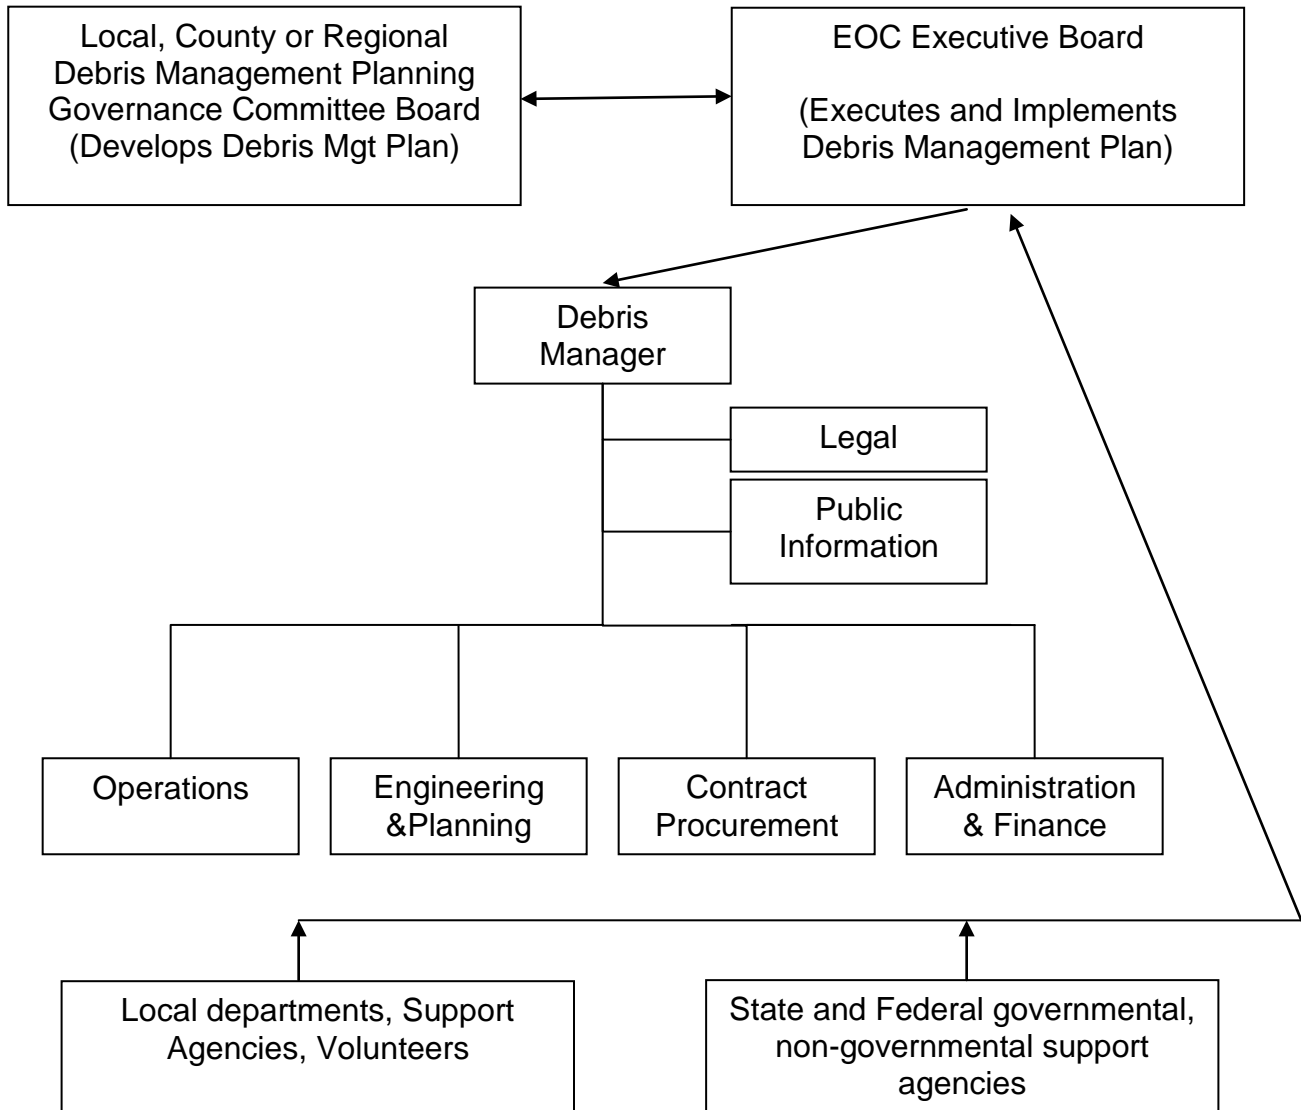 Local, County or Regional
Debris Management Planning
Governance Committee Board
(Develops Debris Mgt Plan)
EOC Executive Board
(Executes and Implements
Debris Management Plan)
Debris
Manager
Legal
Public
Information
Operations
Engineering
&Planning
Contract
Procurement
Administration
& Finance
Local departments, Support
Agencies, Volunteers
State and Federal governmental,
non-governmental support
agencies